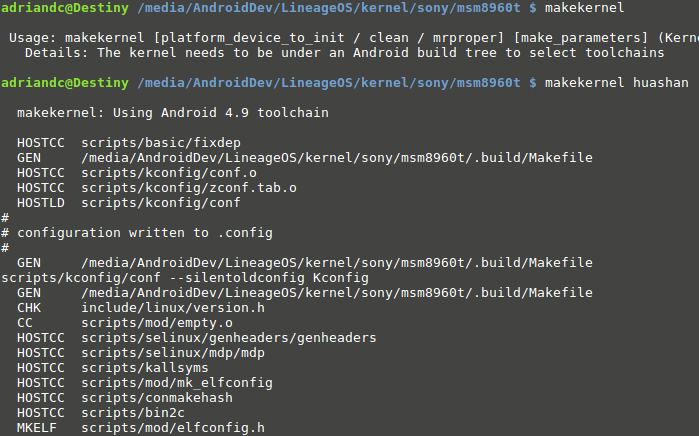 adriandc@Destiny /media/AndroidDev/LineageOS/kernel/sony/msm8960t $ makekernel
Usage: makekernel [platform_device_to_init / clean / mrproper] [make_parameters] (Kern
Details: The kernel needs to be under an Android build tree to select toolchains
adriandc@Destiny /media/AndroidDev/LineageOS/kernel/sony/msm8960t $ makekernel huashan
makekernel: Using Android 4.9 toolchain
HOSTCC scripts/basic/fixdep
GEN /media/AndroidDev/LineageOS/kernel/sony/msm8960t/.build/Makefile
HOSTCC scripts/kconfig/conf.o
HOSTCC scripts/kconfig/zconf.tab.o
HOSTLD scripts/kconfig/conf
#
# configuration written to .config
#
GEN /media/AndroidDev/LineageOS/kernel/sony/msm8960t/.build/Makefile
scripts/kconfig/conf --silentoldconfig Kconfig
GEN /media/AndroidDev/LineageOS/kernel/sony/msm8960t/.build/Makefile
CHK include/linux/version.h
CC scripts/mod/empty.o
HOSTCC scripts/selinux/genheaders/genheaders
HOSTCC scripts/selinux/mdp/mdp
HOSTCC scripts/kallsyms
HOSTCC scripts/mod/mk_elfconfig
HOSTCC scripts/conmakehash
HOSTCC scripts/bin2c
MKELF scripts/mod/elfconfig.h